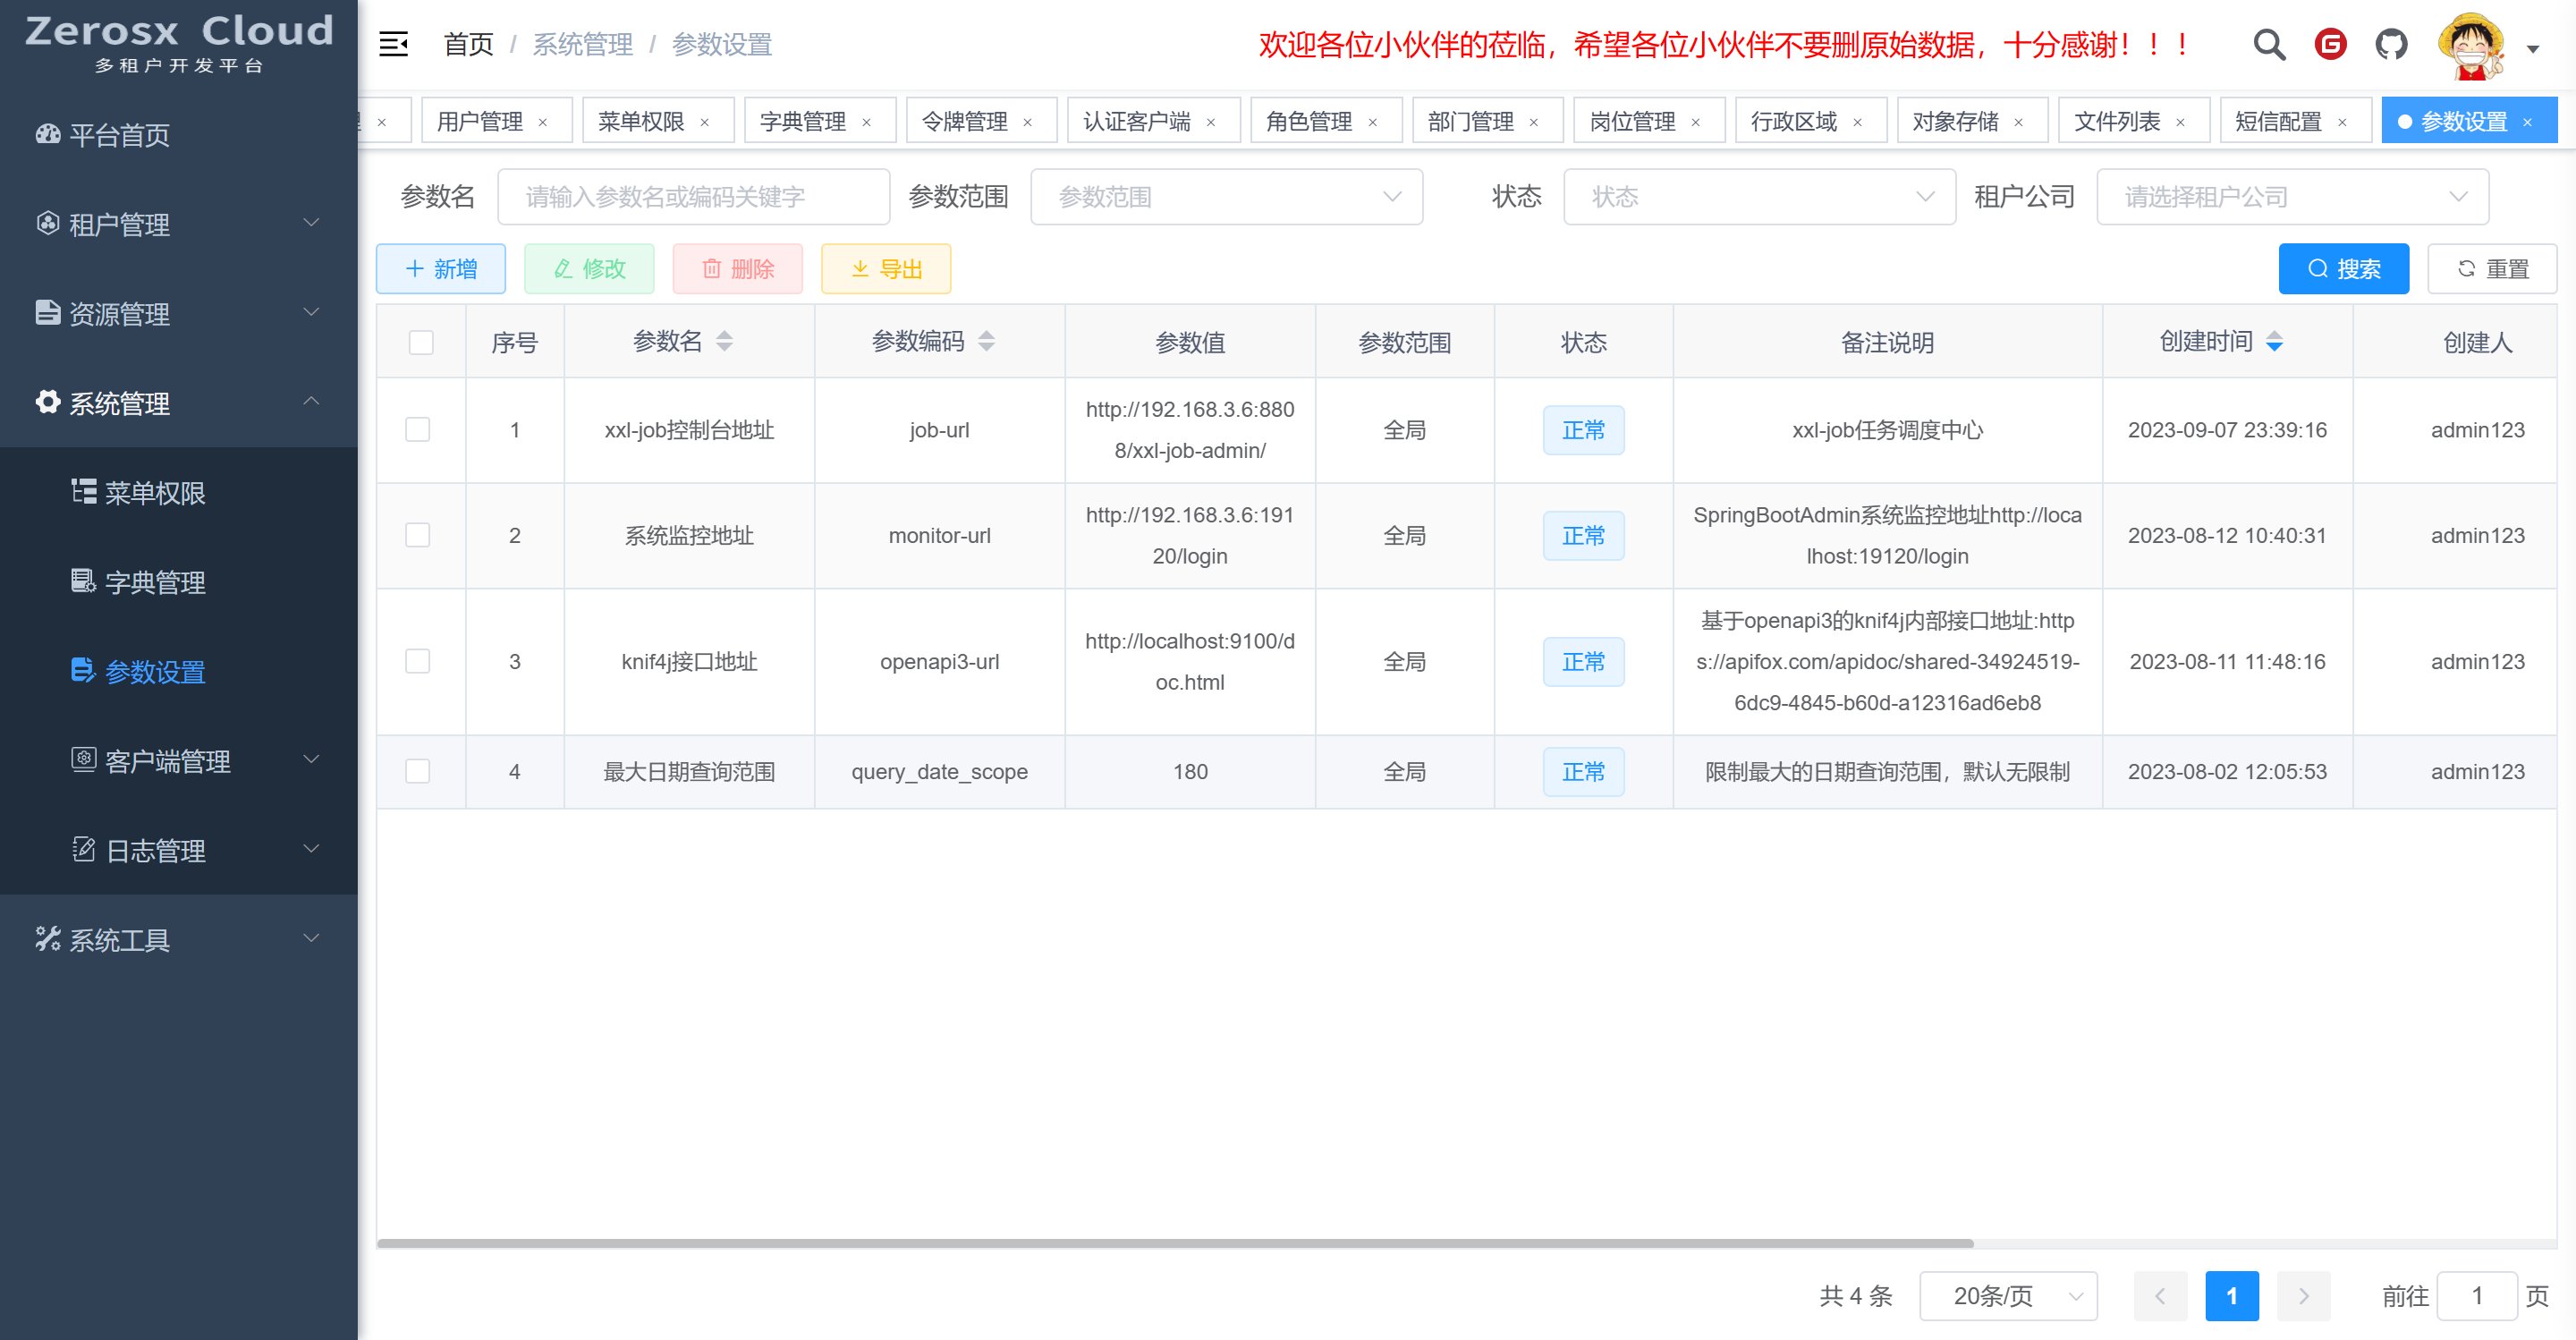 Zerosx Cloud
多租户开发平台
首页 / 系统管理 / 参数设置
欢迎各位小伙伴的莅临，希望各位小伙伴不要删原始数据，十分感谢！！！
用户管理 × 菜单权限 × 字典管理 × 令牌管理 × 认证客户端 × 角色管理 × 部门管理 × 岗位管理 × 行政区域 × 对象存储 × 文件列表 × 短信配置 × 参数设置 ×
平台首页
租户管理
资源管理
系统管理
菜单权限
字典管理
参数设置
客户端管理
日志管理
系统工具
参数名 请输入参数名或编码关键字 参数范围 参数范围 状态 状态 租户公司 请选择租户公司
新增 修改 删除 导出 搜索 重置
序号 参数名 参数编码 参数值 参数范围 状态 备注说明 创建时间 创建人
1 xxl-job控制台地址 job-url http://192.168.3.6:880
8/xxl-job-admin/ 全局 正常 xxl-job任务调度中心 2023-09-07 23:39:16 admin123
2 系统监控地址 monitor-url http://192.168.3.6:191
20/login 全局 正常 SpringBootAdmin系统监控地址http://loca
lhost:19120/login 2023-08-12 10:40:31 admin123
3 knif4j接口地址 openapi3-url http://localhost:9100/d
oc.html 全局 正常 基于openapi3的knif4j内部接口地址:http
s://apifox.com/apidoc/shared-34924519-
6dc9-4845-b60d-a12316ad6eb8 2023-08-11 11:48:16 admin123
4 最大日期查询范围 query_date_scope 180 全局 正常 限制最大的日期查询范围，默认无限制 2023-08-02 12:05:53 admin123
共 4 条 20条/页 1 前往 1 页